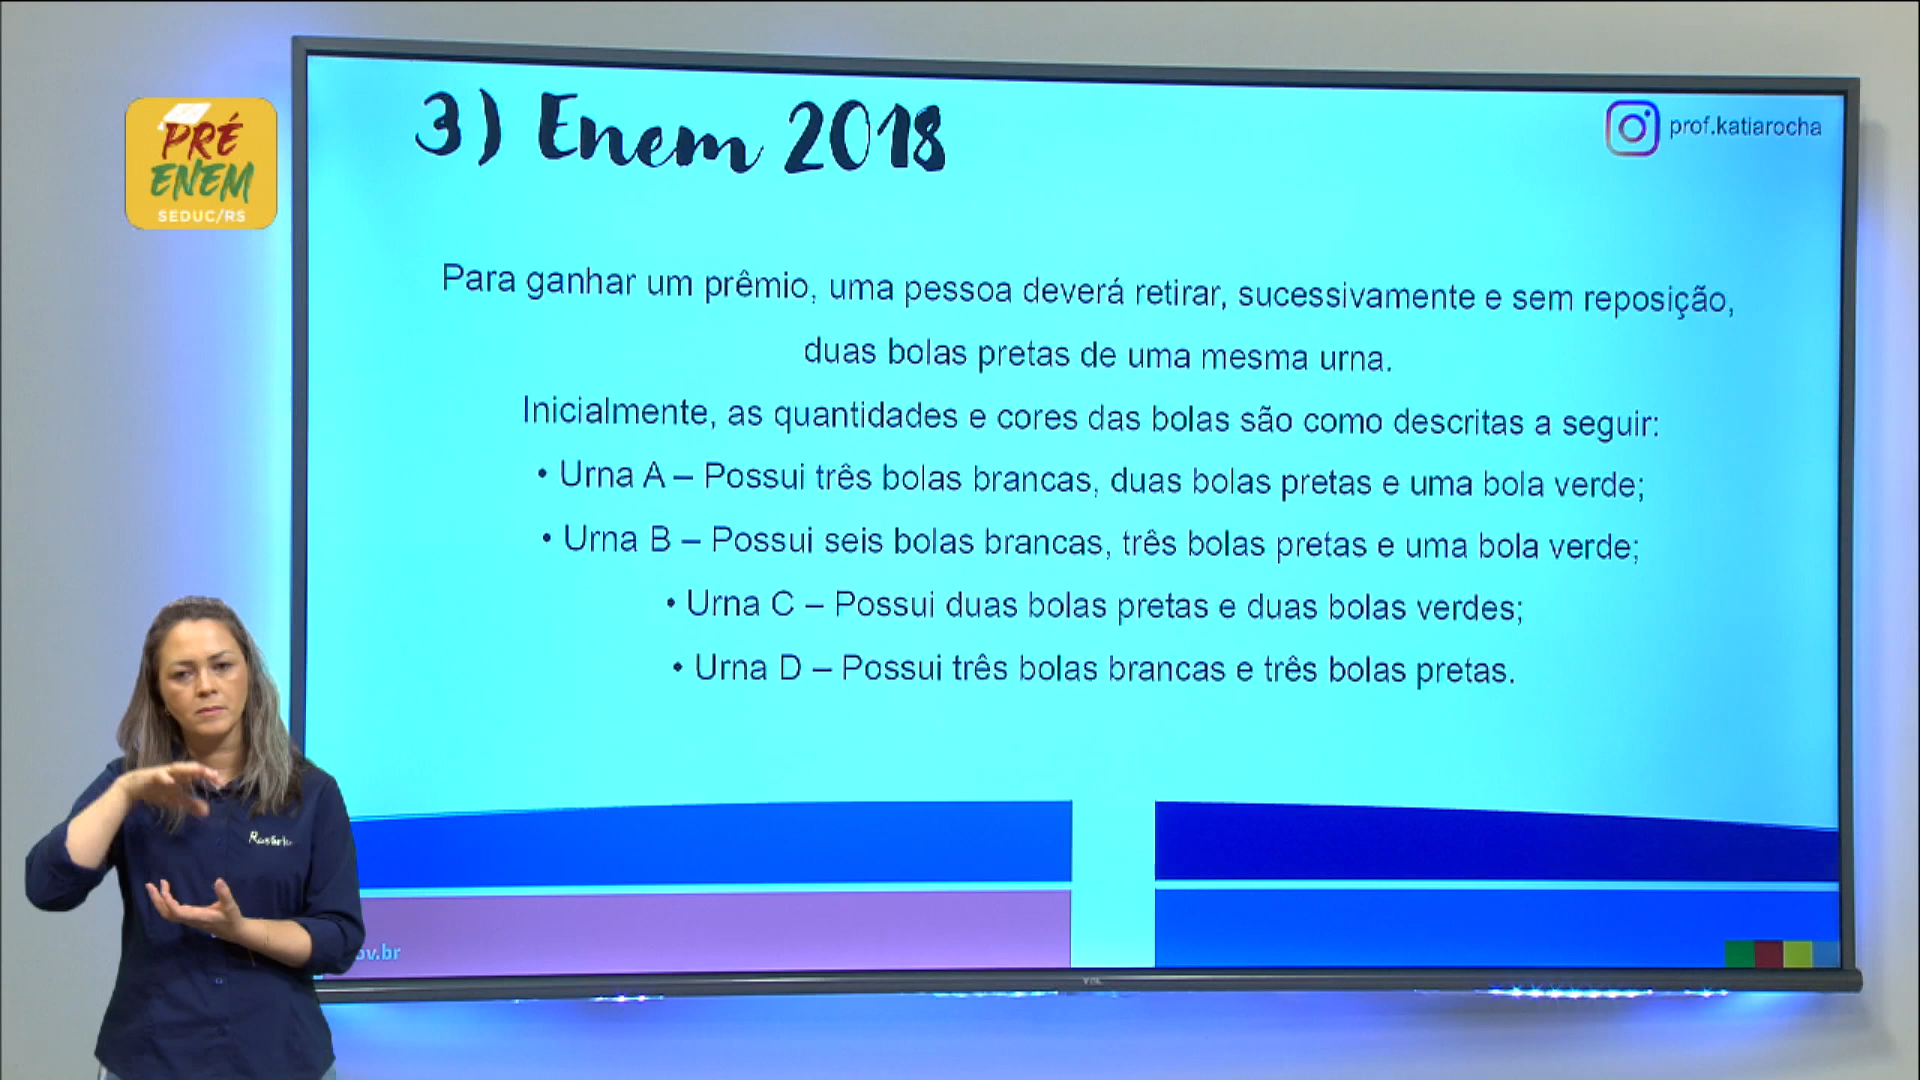 PRÉ
ENEM
SEDUC/RS
3) Enem 2018
prof.katiarocha
Para ganhar um prêmio, uma pessoa deverá retirar, sucessivamente e sem reposição,
duas bolas pretas de uma mesma urna.
Inicialmente, as quantidades e cores das bolas são como descritas a seguir:
• Urna A – Possui três bolas brancas, duas bolas pretas e uma bola verde;
• Urna B – Possui seis bolas brancas, três bolas pretas e uma bola verde;
• Urna C – Possui duas bolas pretas e duas bolas verdes;
• Urna D – Possui três bolas brancas e três bolas pretas.
ov.br